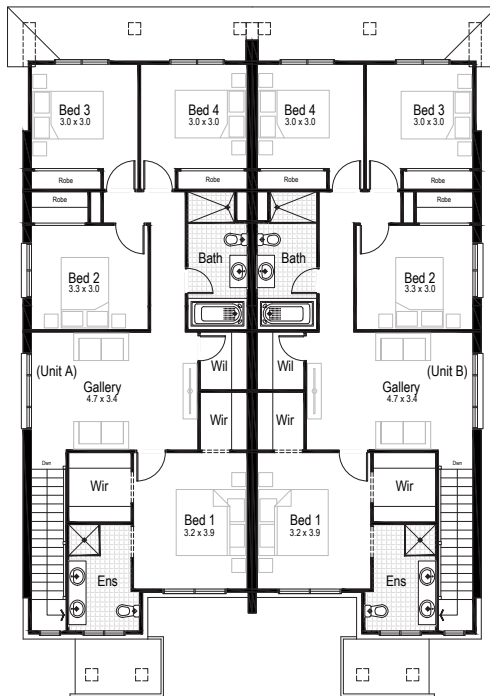 Bed 3
3.0 x 3.0
Bed 4
3.0 x 3.0
Bed 4
3.0 x 3.0
Bed 3
3.0 x 3.0
Robe
Robe
Robe
Robe
Robe
Robe
Bath
Bath
Bed 2
3.3 x 3.0
Bed 2
3.3 x 3.0
(Unit A)
Gallery
4.7 x 3.4
Wil
Wil
(Unit B)
Gallery
4.7 x 3.4
Wir
Wir
Dwn
Dwn
Wir
Wir
Bed 1
3.2 x 3.9
Bed 1
3.2 x 3.9
Ens
Ens